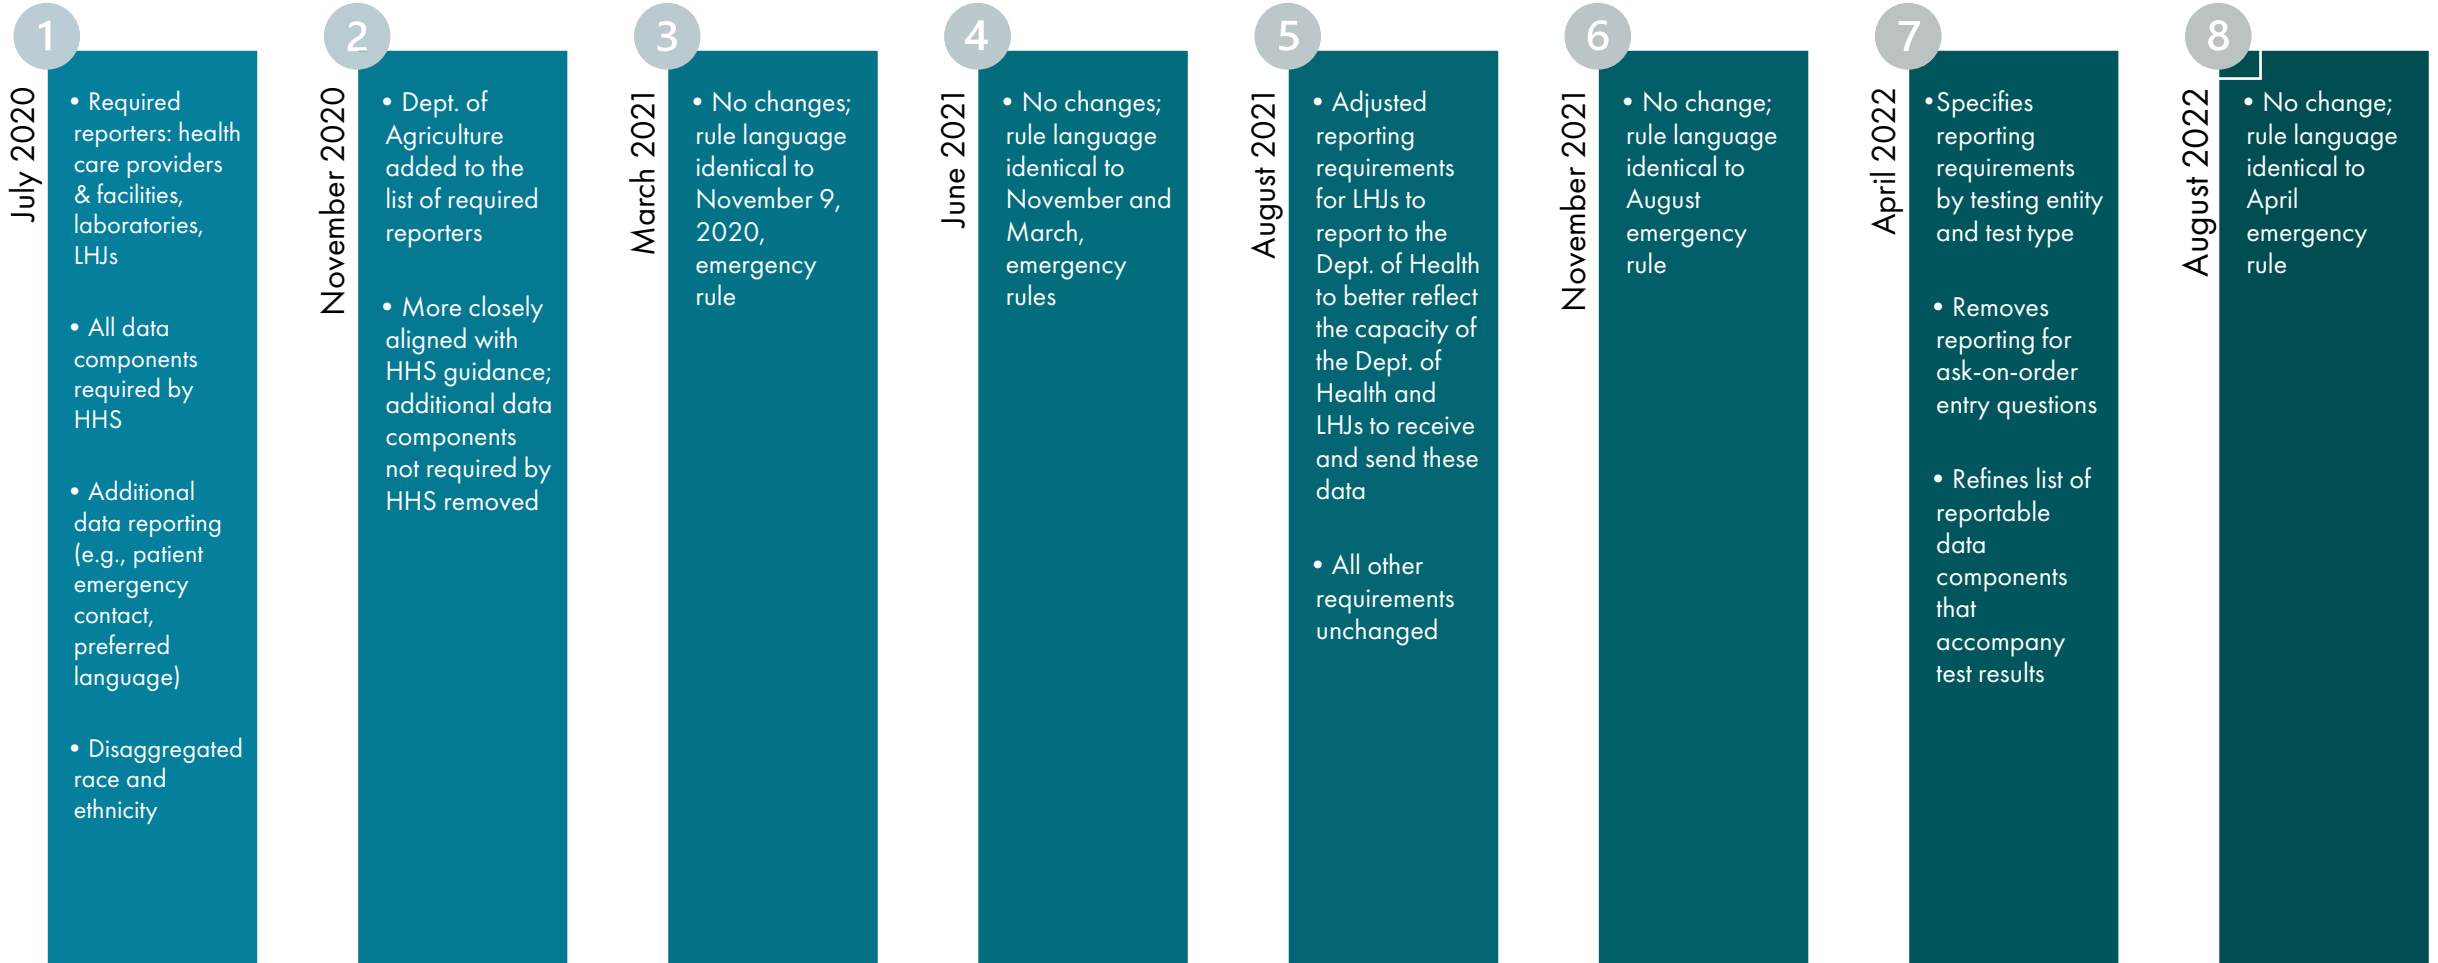 1
July 2020
• Required
reporters: health
care providers
& facilities,
laboratories,
LHJs
• All data
components
required by
HHS
• Additional
data reporting
(e.g., patient
emergency
contact,
preferred
language)
• Disaggregated
race and
ethnicity
2
November 2020
• Dept. of
Agriculture
added to the
list of required
reporters
• More closely
aligned with
HHS guidance;
additional data
components
not required by
HHS removed
3
March 2021
• No changes;
rule language
identical to
November 9,
2020,
emergency
rule
4
June 2021
• No changes;
rule language
identical to
November and
March,
emergency
rules
5
August 2021
• Adjusted
reporting
requirements
for LHJs to
report to the
Dept. of Health
to better reflect
the capacity of
the Dept. of
Health and
LHJs to receive
and send these
data
• All other
requirements
unchanged
6
November 2021
• No change;
rule language
identical to
August
emergency
rule
7
April 2022
•Specifies
reporting
requirements
by testing entity
and test type
• Removes
reporting for
ask-on-order
entry questions
• Refines list of
reportable
data
components
that
accompany
test results
8
August 2022
• No change;
rule language
identical to
April
emergency
rule